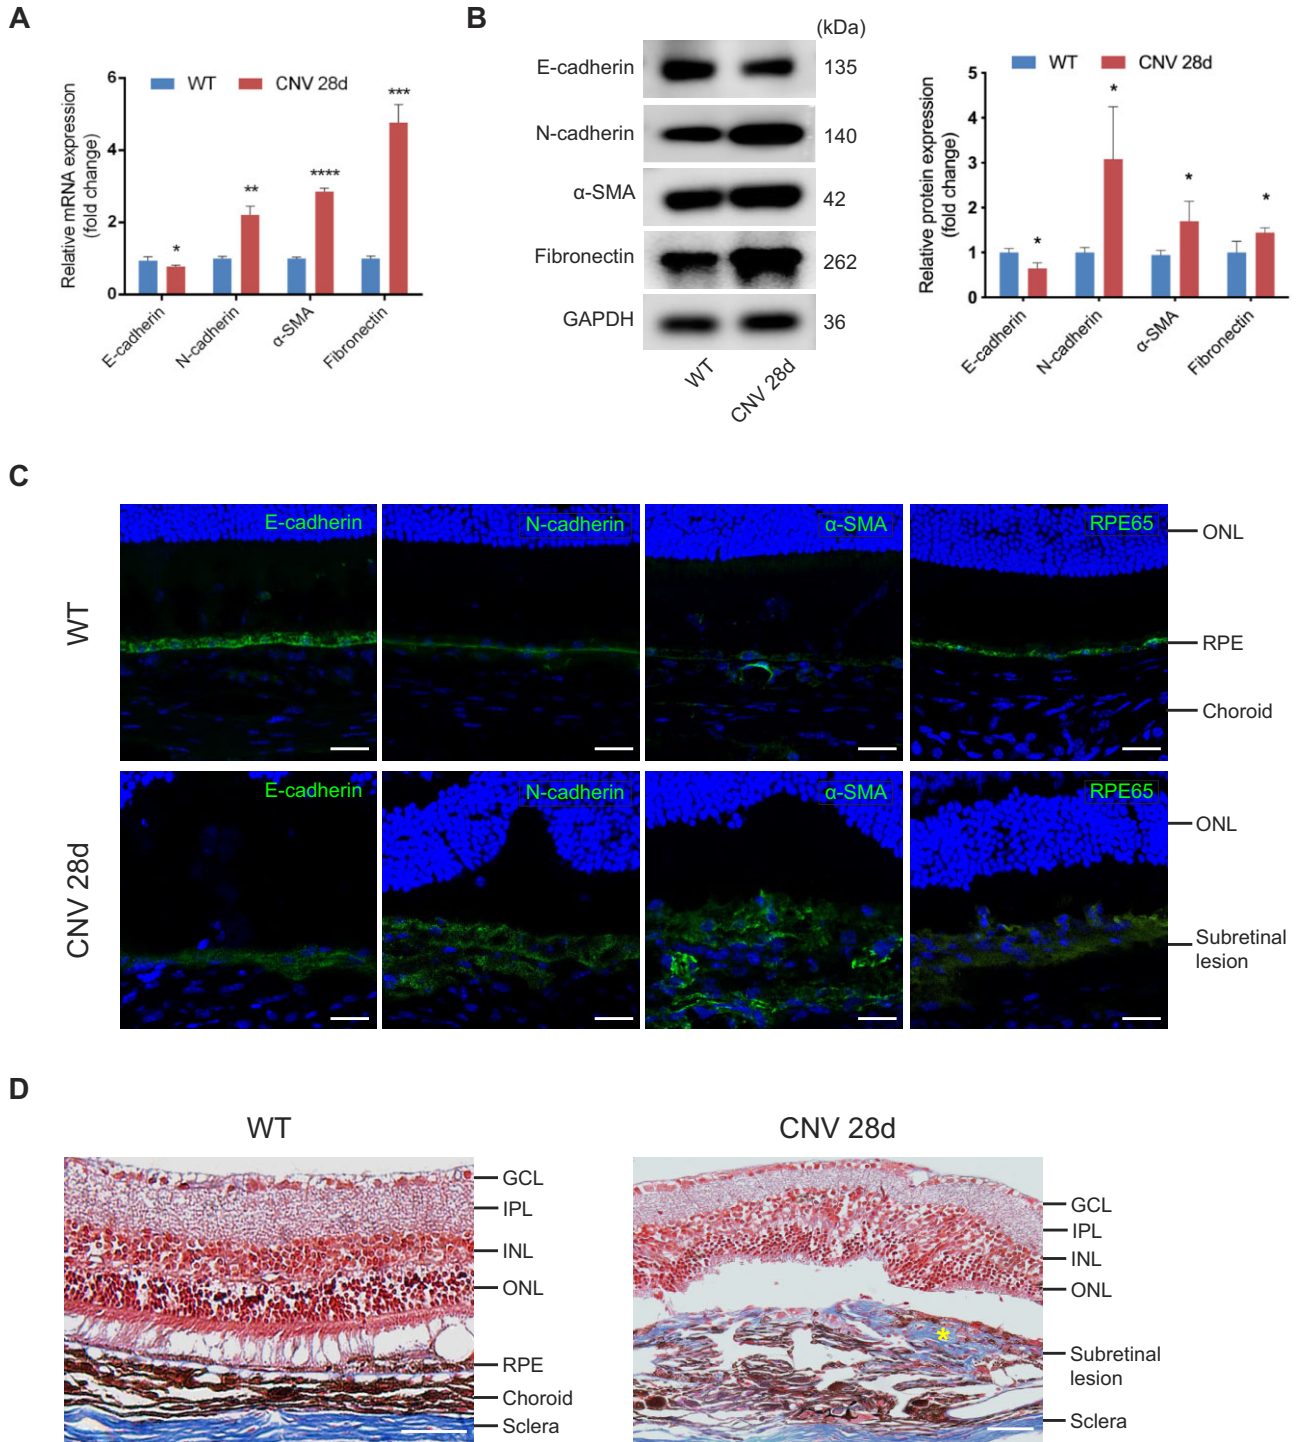 A
WT CNV 28d
Relative mRNA expression
(fold change)
6
4
2
0
*
**
****
***
E-cadherin
N-cadherin
α-SMA
Fibronectin
B
(kDa)
E-cadherin 135
N-cadherin 140
α-SMA 42
Fibronectin 262
GAPDH 36
WT
CNV 28d
WT CNV 28d
Relative protein expression
(fold change)
5
4
3
2
1
0
*
*
*
*
E-cadherin
N-cadherin
α-SMA
Fibronectin
C
WT
E-cadherin
N-cadherin
α-SMA
RPE65
ONL
RPE
Choroid
CNV 28d
E-cadherin
N-cadherin
α-SMA
RPE65
ONL
Subretinal
lesion
D
WT
GCL
IPL
INL
ONL
RPE
Choroid
Sclera
CNV 28d
*
GCL
IPL
INL
ONL
Subretinal
lesion
Sclera